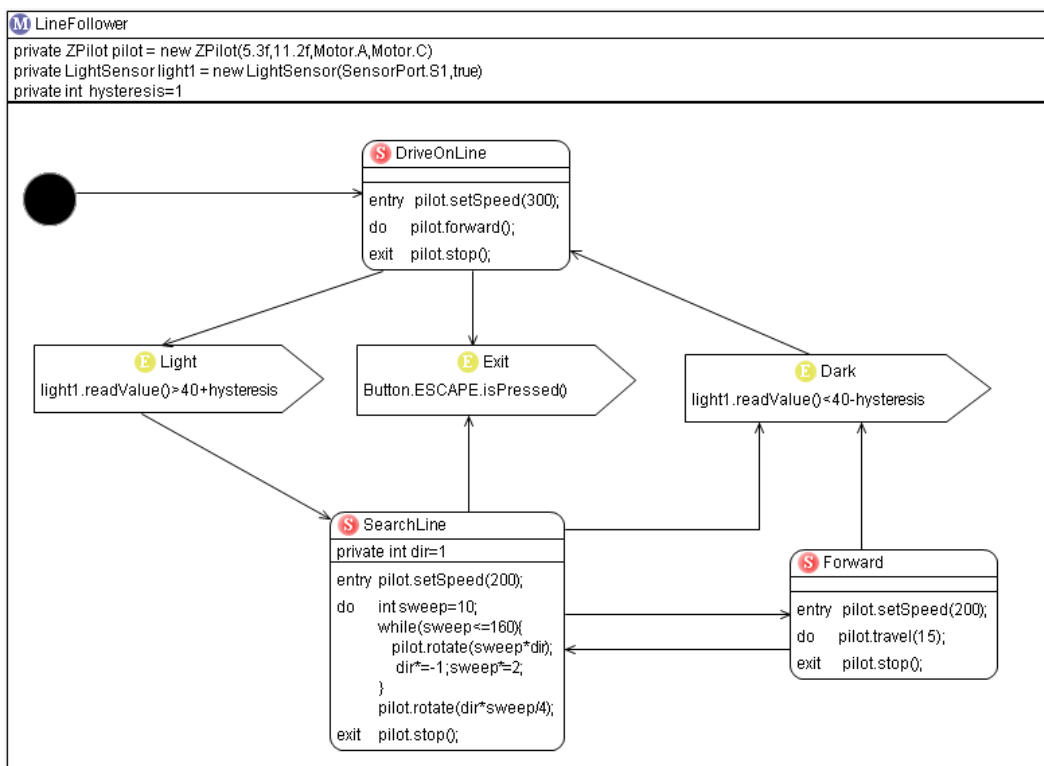 M LineFollower
private ZPilot pilot = new ZPilot(5.3f,11.2f,Motor.A,Motor.C)
private LightSensor light1 = new LightSensor(SensorPort.S1,true)
private int hysteresis=1
S DriveOnLine
entry pilot.setSpeed(300);
do pilot.forward();
exit pilot.stop();
E Light
light1.readValue()>40+hysteresis
E Exit
Button.ESCAPE.isPressed()
E Dark
light1.readValue()<40-hysteresis
S SearchLine
private int dir=1
entry pilot.setSpeed(200);
do int sweep=10;
while(sweep<=160){
pilot.rotate(sweep*dir);
dir*=-1;sweep*=2;
}
pilot.rotate(dir*sweep/4);
exit pilot.stop();
S Forward
entry pilot.setSpeed(200);
do pilot.travel(15);
exit pilot.stop();